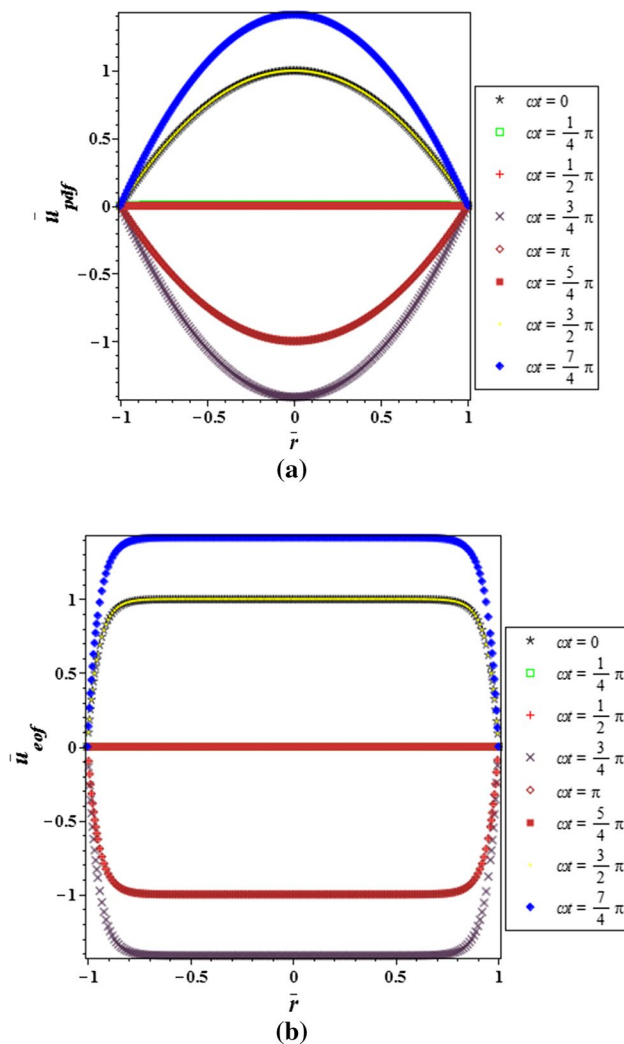 1
0.5
0
−0.5
−1
−1 −0.5 0 0.5 1
ū pdf
r̄
ωt = 0
ωt = 1/4 π
ωt = 1/2 π
ωt = 3/4 π
ωt = π
ωt = 5/4 π
ωt = 3/2 π
ωt = 7/4 π
(a)
1
0.5
0
−0.5
−1
−1 −0.5 0 0.5 1
ū eof
r̄
ωt = 0
ωt = 1/4 π
ωt = 1/2 π
ωt = 3/4 π
ωt = π
ωt = 5/4 π
ωt = 3/2 π
ωt = 7/4 π
(b)